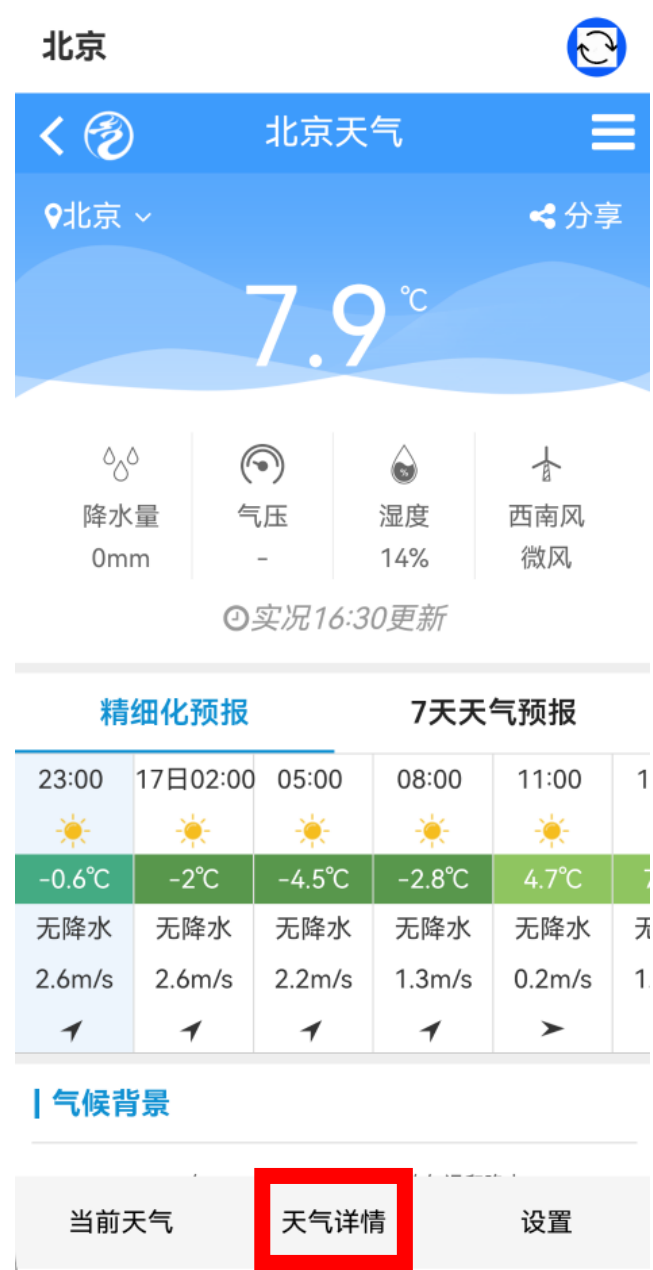 北京
北京天气
北京 分享
7.9℃
降水量 气压 湿度 西南风
0mm - 14% 微风
实况16:30更新
精细化预报 7天天气预报
23:00 17日02:00 05:00 08:00 11:00 1
-0.6℃ -2℃ -4.5℃ -2.8℃ 4.7℃ 7
无降水 无降水 无降水 无降水 无降水
2.6m/s 2.6m/s 2.2m/s 1.3m/s 0.2m/s 1.
气候背景
当前天气 天气详情 设置